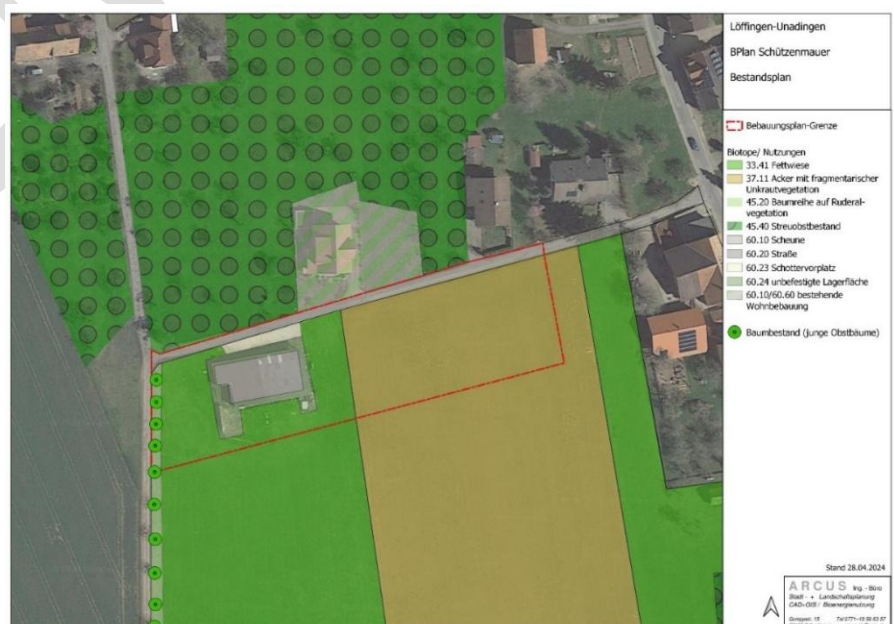 Löffingen-Unadingen
BPlan Schützenmauer
Bestandsplan
Bebauungsplan-Grenze
Biotope/ Nutzungen
33.41 Fettwiese
37.11 Acker mit fragmentarischer
Unkrautvegetation
45.20 Baumreihe auf Ruderal-
vegetation
45.40 Streuobstbestand
60.10 Scheune
60.20 Straße
60.23 Schottervorplatz
60.24 unbefestigte Lagerfläche
60.10/60.60 bestehende
Wohnbebauung
Baumbestand (junge Obstbäume)
Stand 28.04.2024
ARCUS Ing.-Büro
Stadt - + Landschaftsplanung
CAD-GIS / Bioenergienutzung